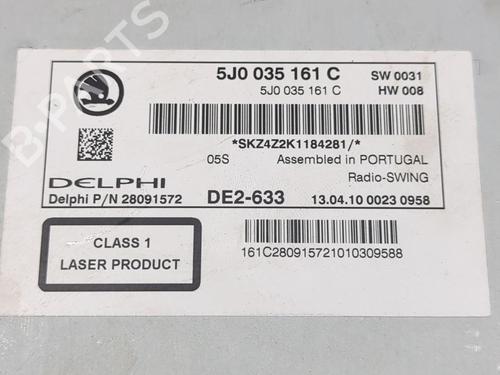 5J0 035 161 C SW 0031
5J0 035 161 C HW 008
*SKZ4Z2K1184281/*
05S Assembled in PORTUGAL
Radio-SWING
DELPHI
Delphi P/N 28091572 DE2-633 13.04.10 0023 0958
CLASS 1
LASER PRODUCT
161C280915721010309588
B-PARTS